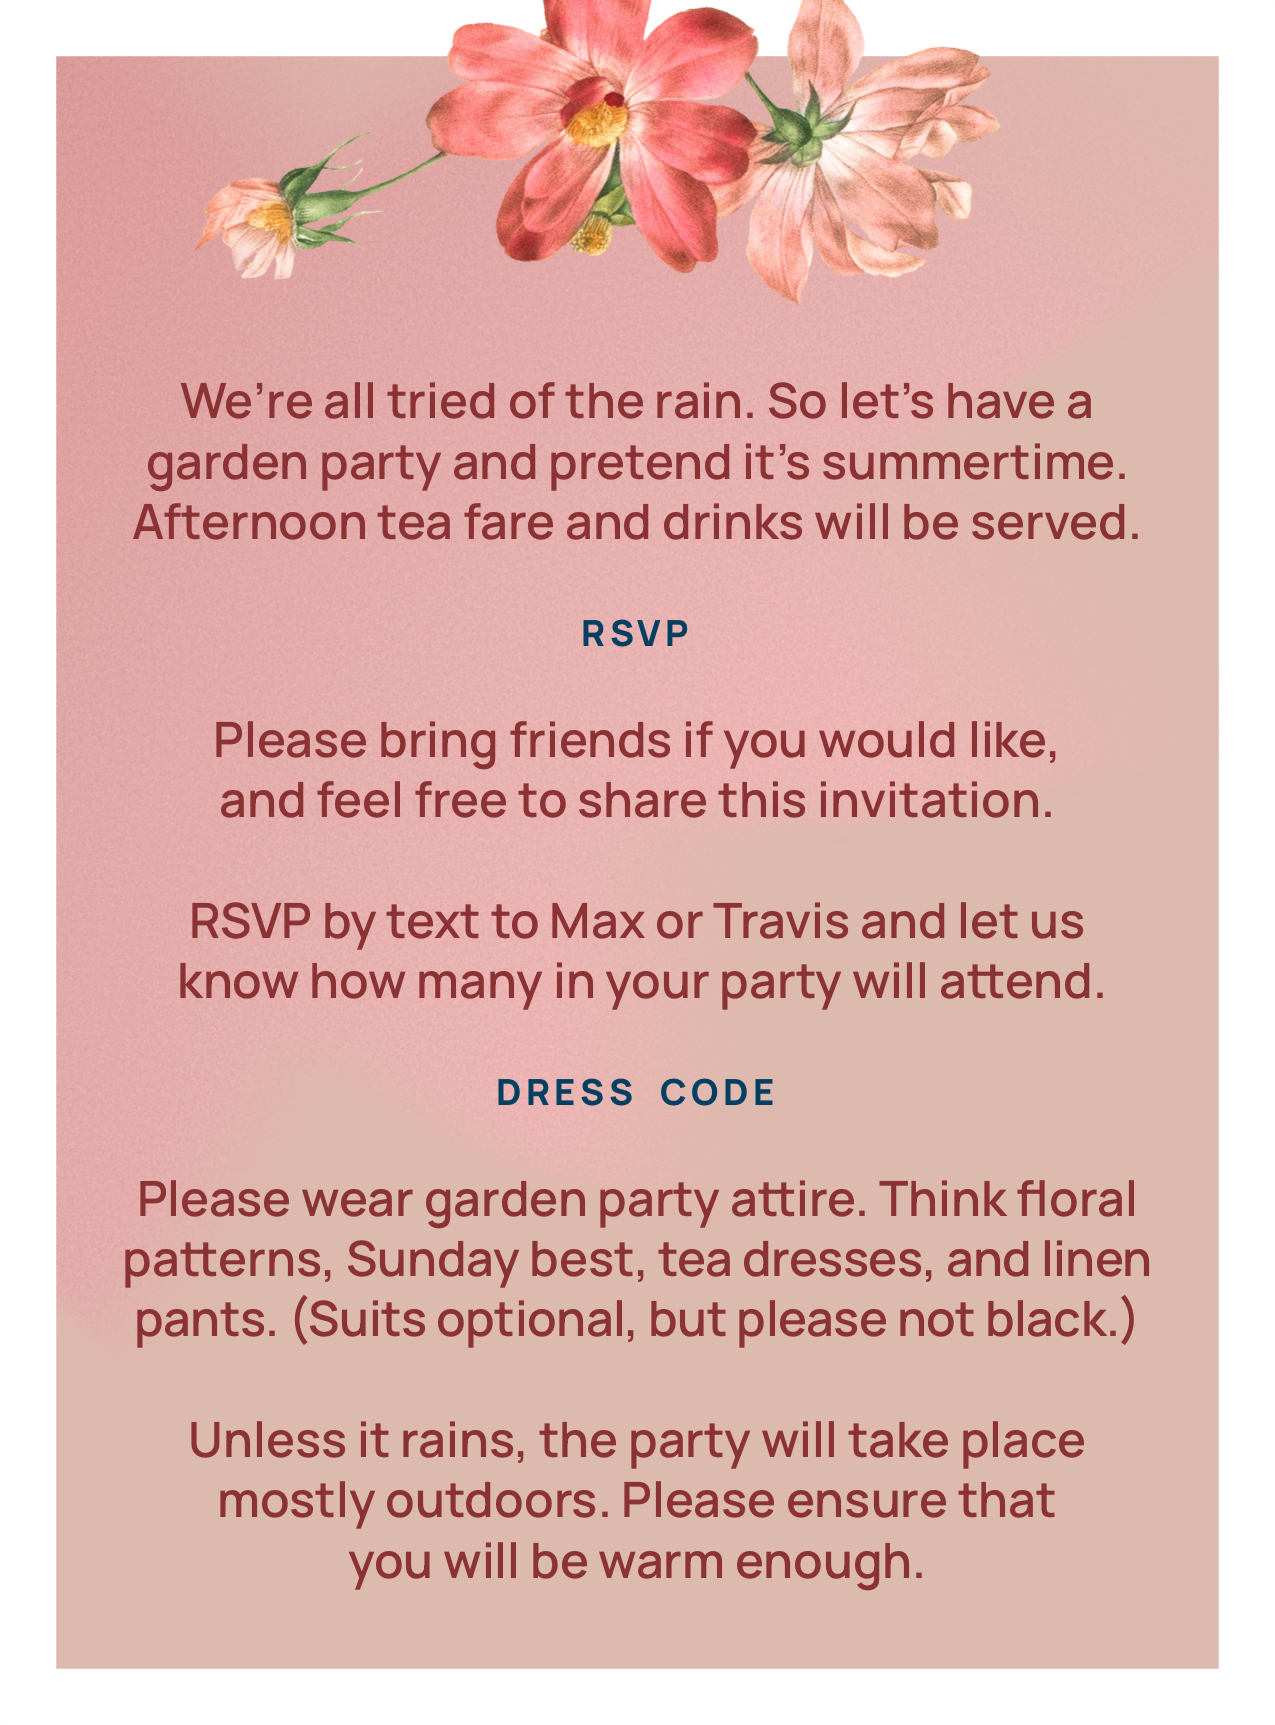 We’re all tried of the rain. So let’s have a
garden party and pretend it’s summertime.
Afternoon tea fare and drinks will be served.
RSVP
Please bring friends if you would like,
and feel free to share this invitation.
RSVP by text to Max or Travis and let us
know how many in your party will attend.
DRESS CODE
Please wear garden party attire. Think floral
patterns, Sunday best, tea dresses, and linen
pants. (Suits optional, but please not black.)
Unless it rains, the party will take place
mostly outdoors. Please ensure that
you will be warm enough.